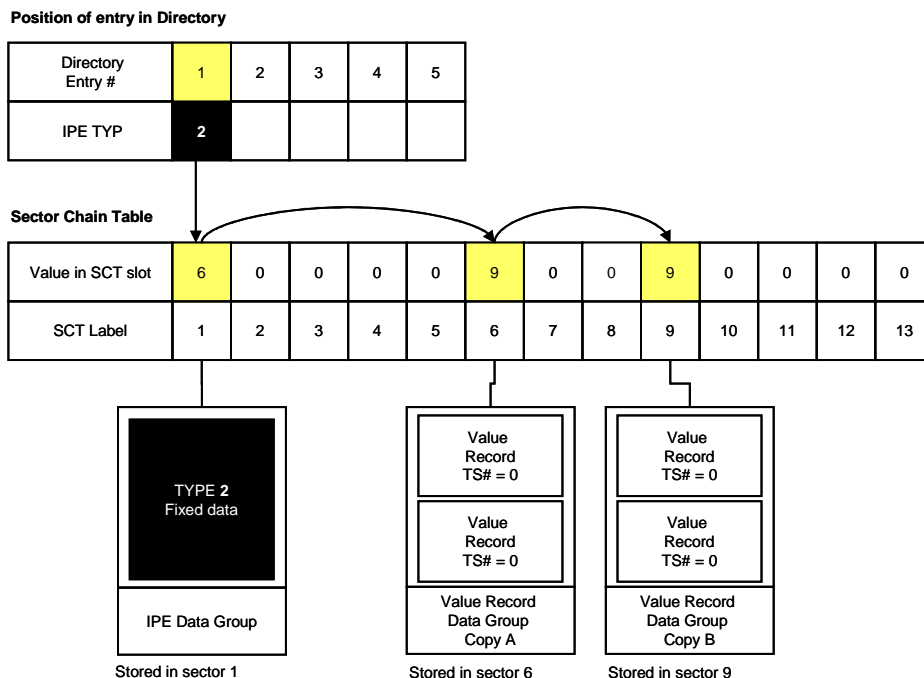 Position of entry in Directory
Directory
Entry #
1 2 3 4 5
IPE TYP
2
Sector Chain Table
Value in SCT slot 6 0 0 0 0 9 0 0 9 0 0 0 0
SCT Label 1 2 3 4 5 6 7 8 9 10 11 12 13
TYPE 2
Fixed data
IPE Data Group
Stored in sector 1
Value
Record
TS# = 0
Value
Record
TS# = 0
Value Record
Data Group
Copy A
Stored in sector 6
Value
Record
TS# = 0
Value
Record
TS# = 0
Value Record
Data Group
Copy B
Stored in sector 9